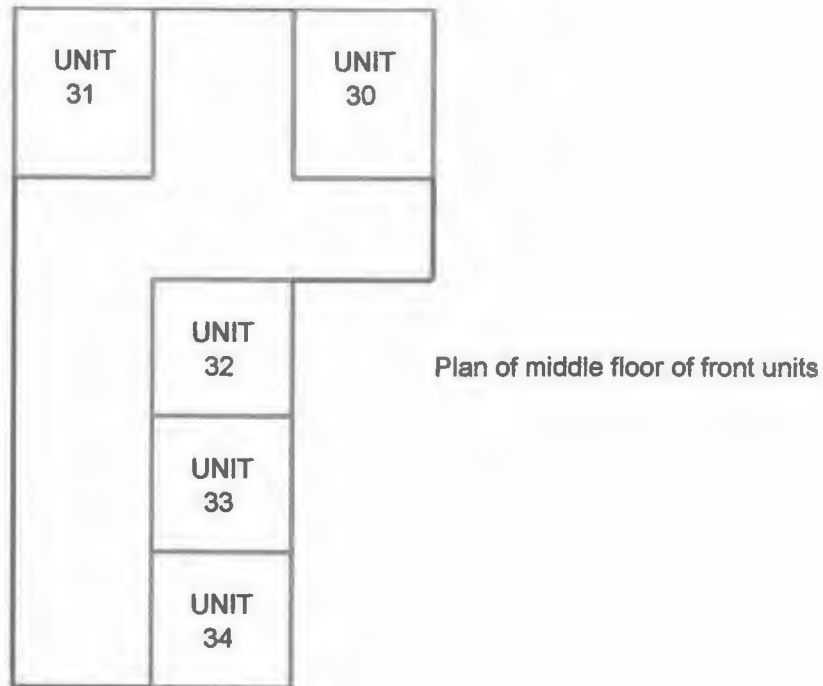 UNIT
31
UNIT
30
UNIT
32
Plan of middle floor of front units
UNIT
33
UNIT
34